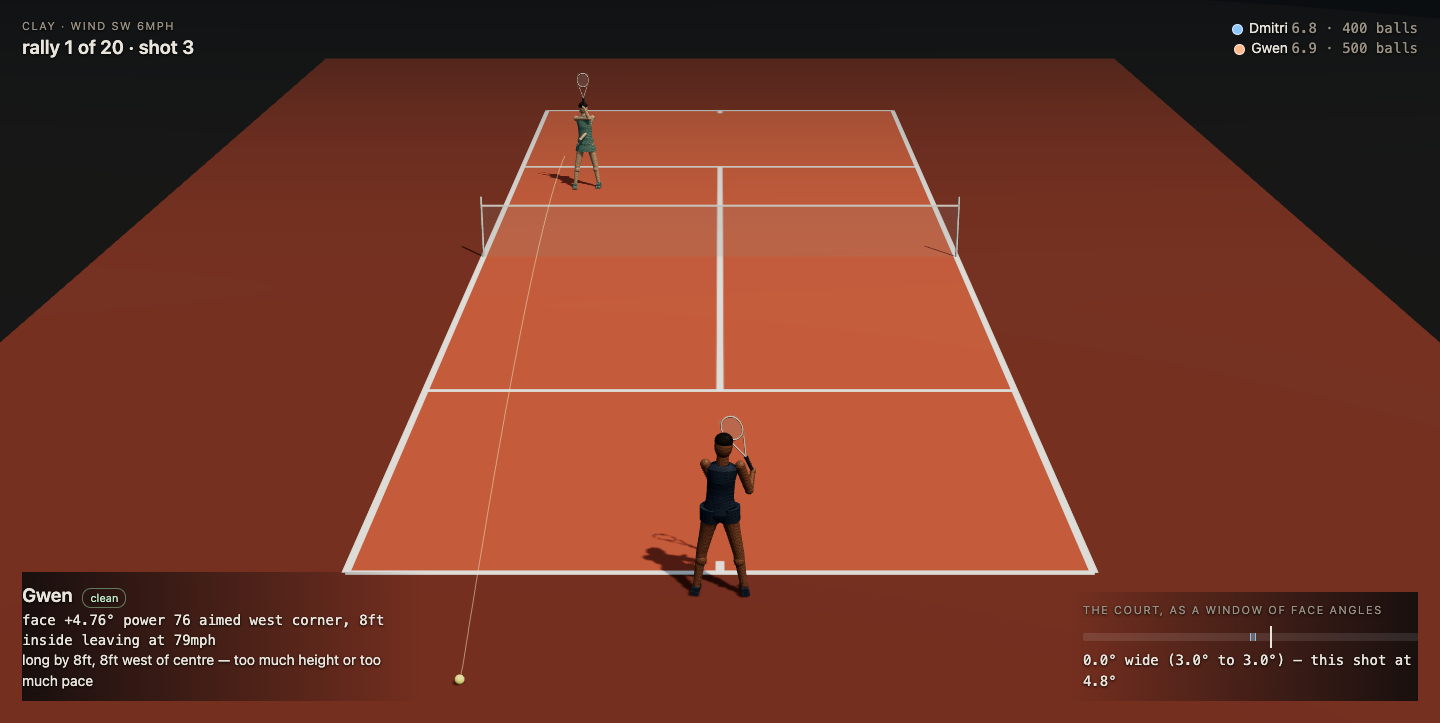 CLAY · WIND SW 6MPH
rally 1 of 20 · shot 3
Dmitri 6.8 · 400 balls
Gwen 6.9 · 500 balls
Gwen clean
face +4.76° power 76 aimed west corner, 8ft
inside leaving at 79mph
long by 8ft, 8ft west of centre — too much height or too
much pace
THE COURT, AS A WINDOW OF FACE ANGLES
0.0° wide (3.0° to 3.0°) — this shot at
4.8°